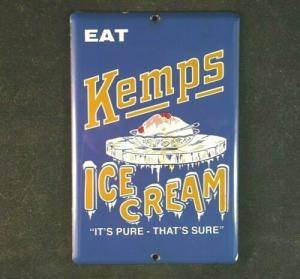 EAT
Kemps
ICE
CREAM
"IT'S PURE - THAT'S SURE"